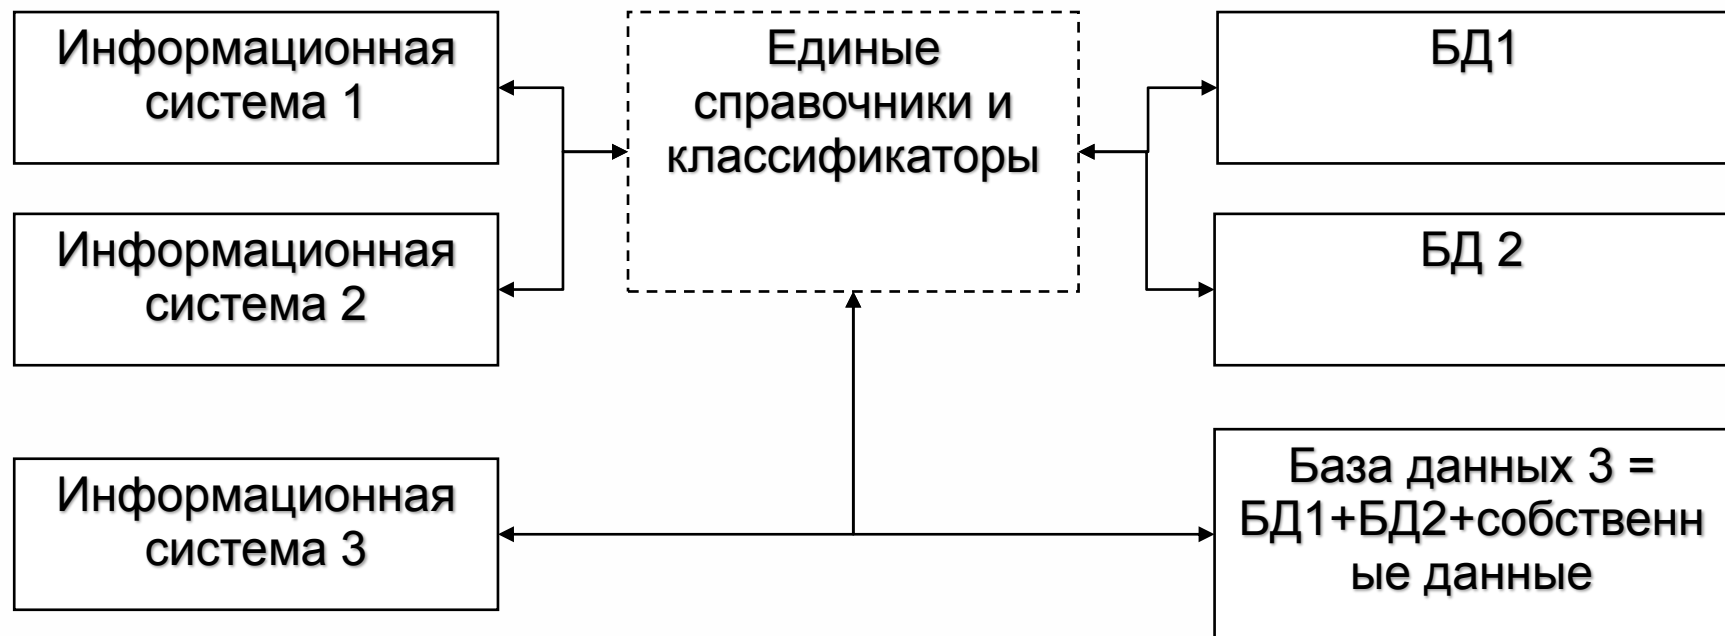 Информационная
система 1
Единые
справочники и
классификаторы
БД1
Информационная
система 2
БД 2
Информационная
система 3
База данных 3 =
БД1+БД2+собственн
ые данные